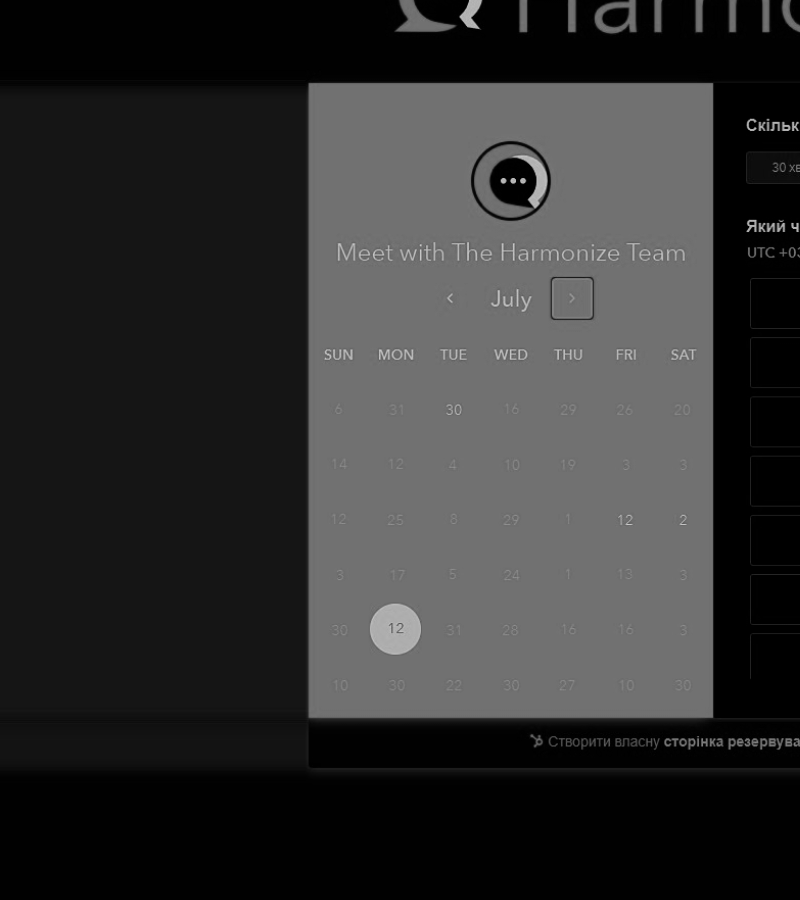 Harmo
Meet with The Harmonize Team
July
SUN MON TUE WED THU FRI SAT
6 31 30 16 29 26 20
14 12 4 10 19 3 3
12 25 8 29 1 12 2
3 17 5 24 1 13 3
30 12 31 28 16 16 3
10 30 22 30 27 10 30
Скільк
30 хв
Який ч
UTC +03
Створити власну сторінка резервува